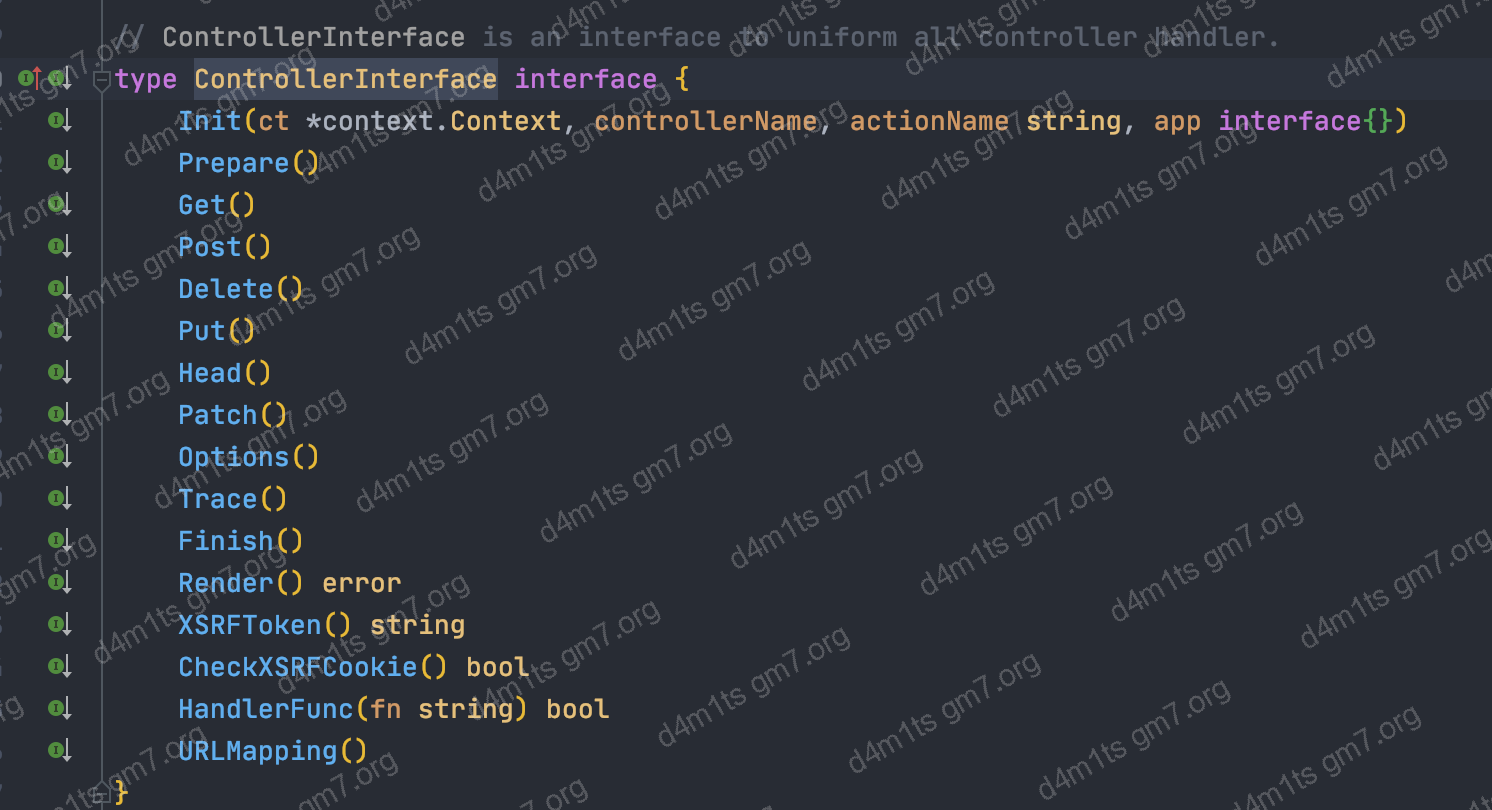 // ControllerInterface is an interface to uniform all controller handler.
type ControllerInterface interface {
Init(ct *context.Context, controllerName, actionName string, app interface{})
Prepare()
Get()
Post()
Delete()
Put()
Head()
Patch()
Options()
Trace()
Finish()
Render() error
XSRFToken() string
CheckXSRFCookie() bool
HandlerFunc(fn string) bool
URLMapping()
}
d4m1ts gm7.org